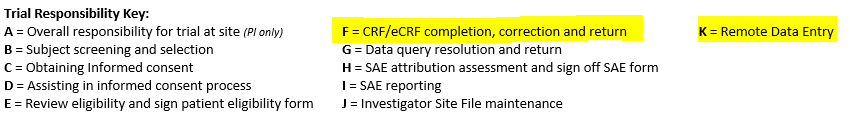 Trial Responsibility Key:
A = Overall responsibility for trial at site (PI only)
B = Subject screening and selection
C = Obtaining Informed consent
D = Assisting in informed consent process
E = Review eligibility and sign patient eligibility form
F = CRF/eCRF completion, correction and return
G = Data query resolution and return
H = SAE attribution assessment and sign off SAE form
I = SAE reporting
J = Investigator Site File maintenance
K = Remote Data Entry